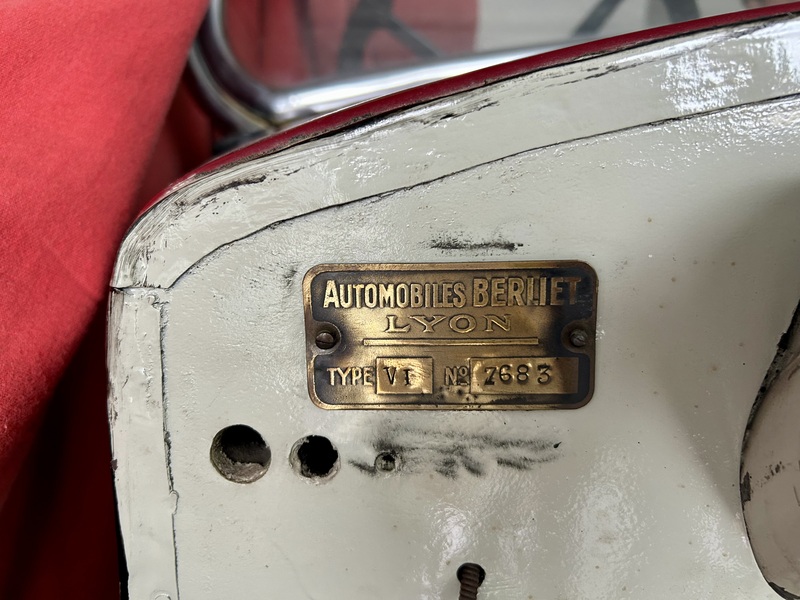 AUTOMOBILES BERLIET
LYON
TYPE VI Nº 7683